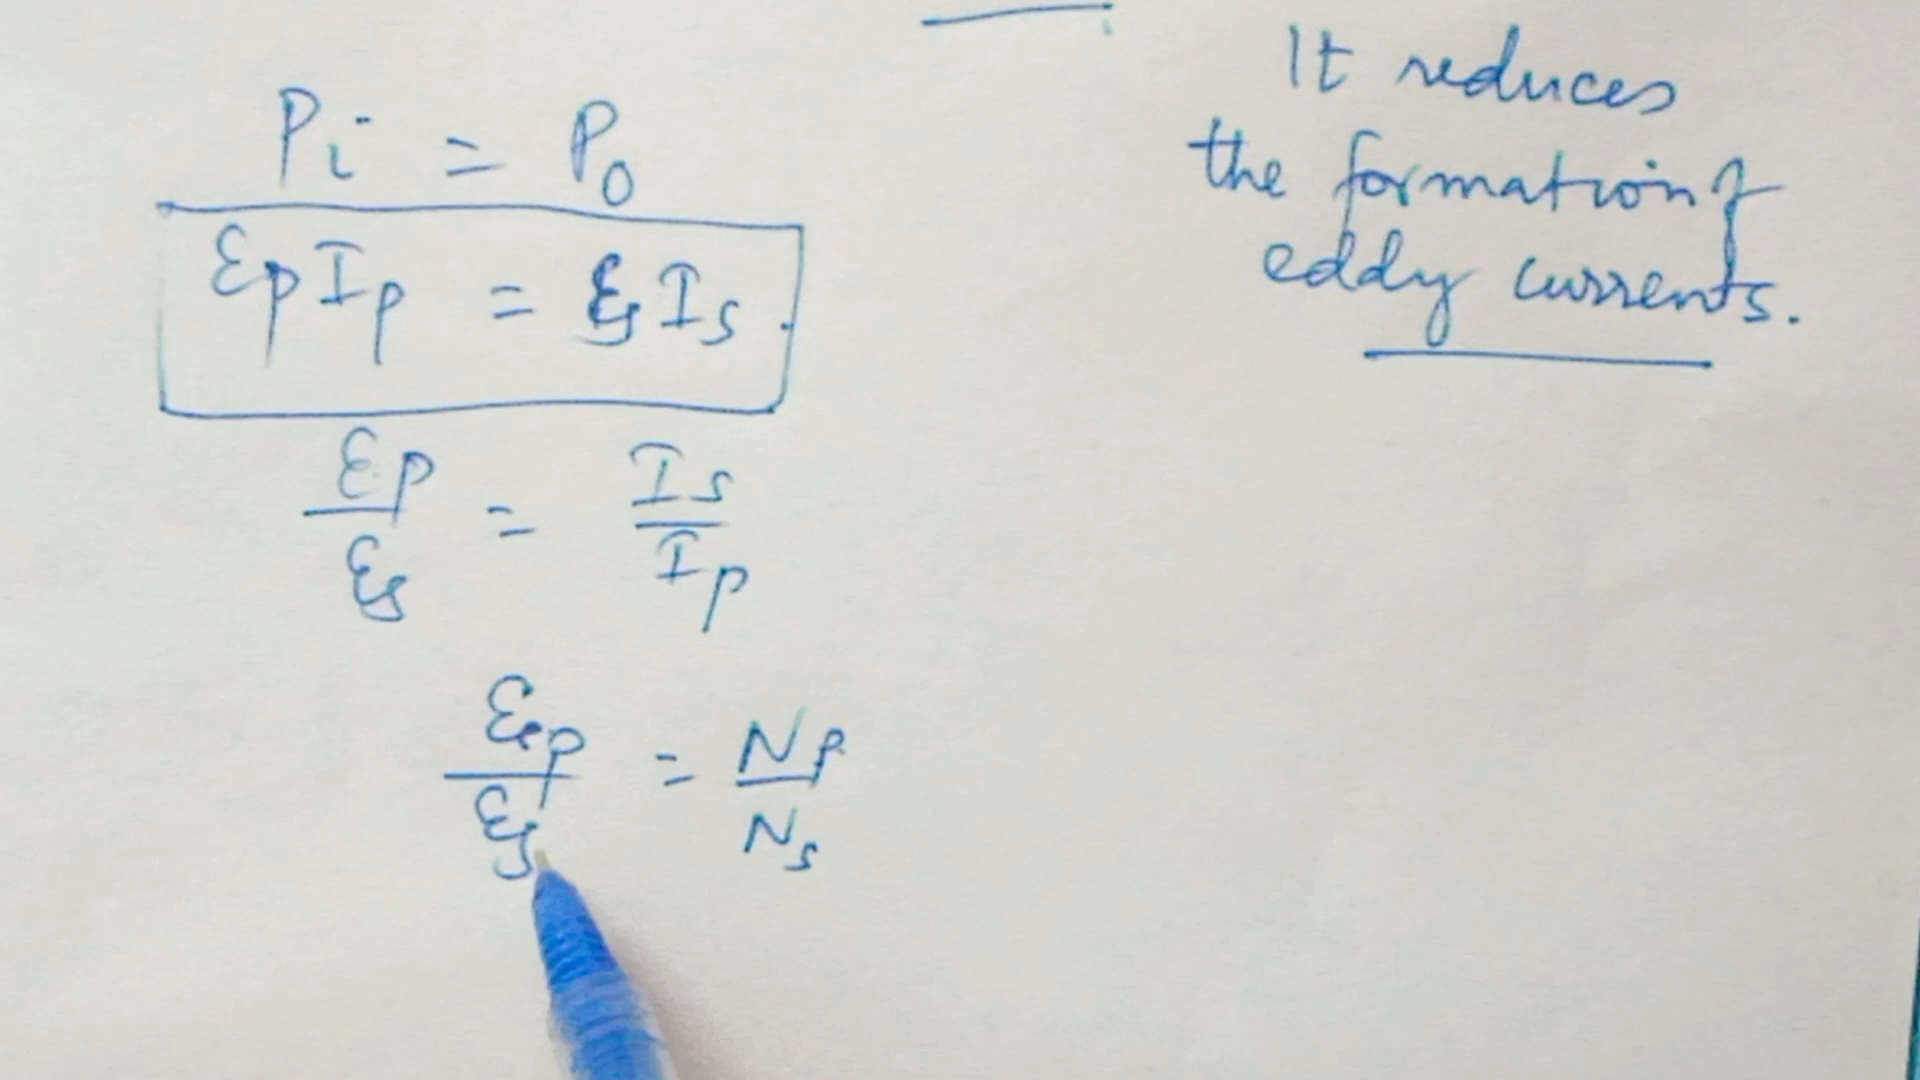 Pi = Po
εp Ip = εs Is.
εp/εs = Is/Ip
εp/εs = Np/Ns
It reduces
the formation of
eddy currents.